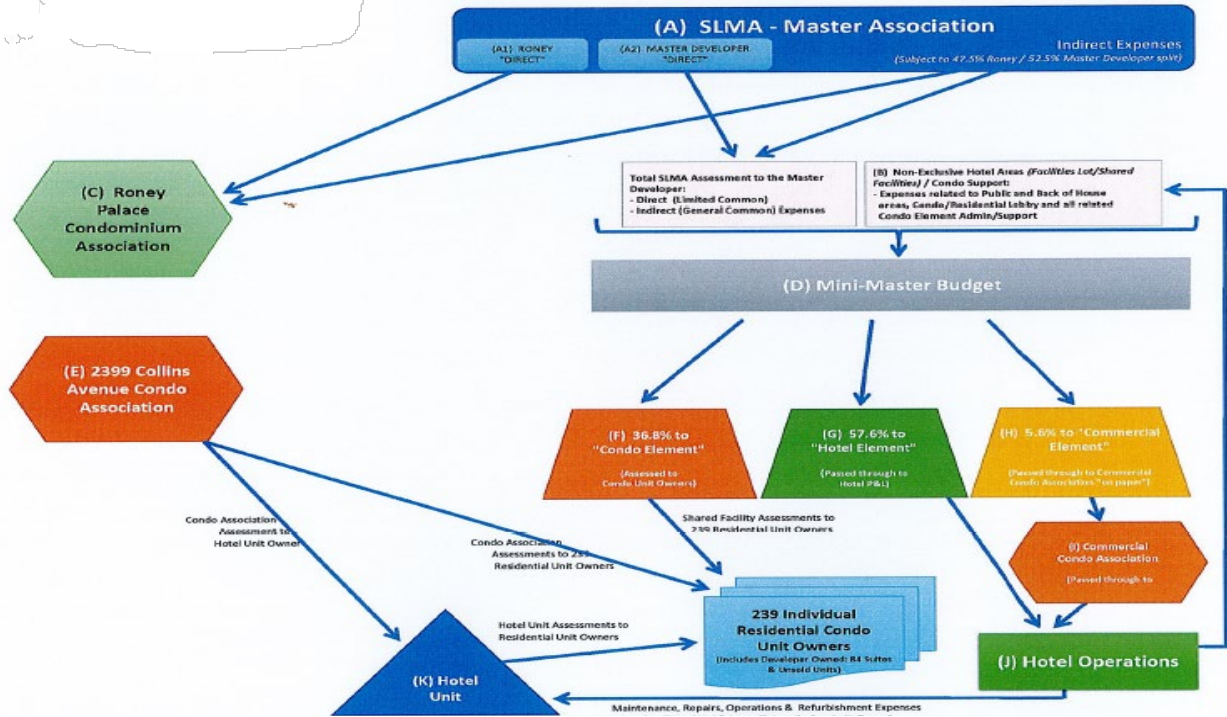 (A) SLMA - Master Association
(A1) RONEY
"DIRECT"
(A2) MASTER DEVELOPER
"DIRECT"
Indirect Expenses
(Subject to 47.5% Roney / 52.5% Master Developer split)
(C) Roney
Palace
Condominium
Association
Total SLMA Assessment to the Master
Developer:
- Direct (Limited Common)
- Indirect (General Common) Expenses
(B) Non-Exclusive Hotel Areas (Facilities Lot/Shared
Facilities) / Condo Support:
- Expenses related to Public and Back of House
areas, Condo/Residential Lobby and all related
Condo Element Admin/Support
(D) Mini-Master Budget
(E) 2399 Collins
Avenue Condo
Association
(F) 36.8% to
"Condo Element"
(Assessed to
Condo Unit Owners)
(G) 57.6% to
"Hotel Element"
(Passed through to
Hotel P&L)
(H) 5.6% to "Commercial
Element"
(Passed through to Commercial
Condo Association "on paper")
Condo Association
Assessment to
Hotel Unit Owner
Condo Association
Assessments to 239
Residential Unit Owners
Shared Facility Assessments to
239 Residential Unit Owners
(I) Commercial
Condo Association
(Passed through to
Hotel Unit Assessments to
Residential Unit Owners
239 Individual
Residential Condo
Unit Owners
(Includes Developer Owned: 84 Suites
& Unsold Units)
(J) Hotel Operations
(K) Hotel
Unit
Maintenance, Repairs, Operations & Refurbishment Expenses